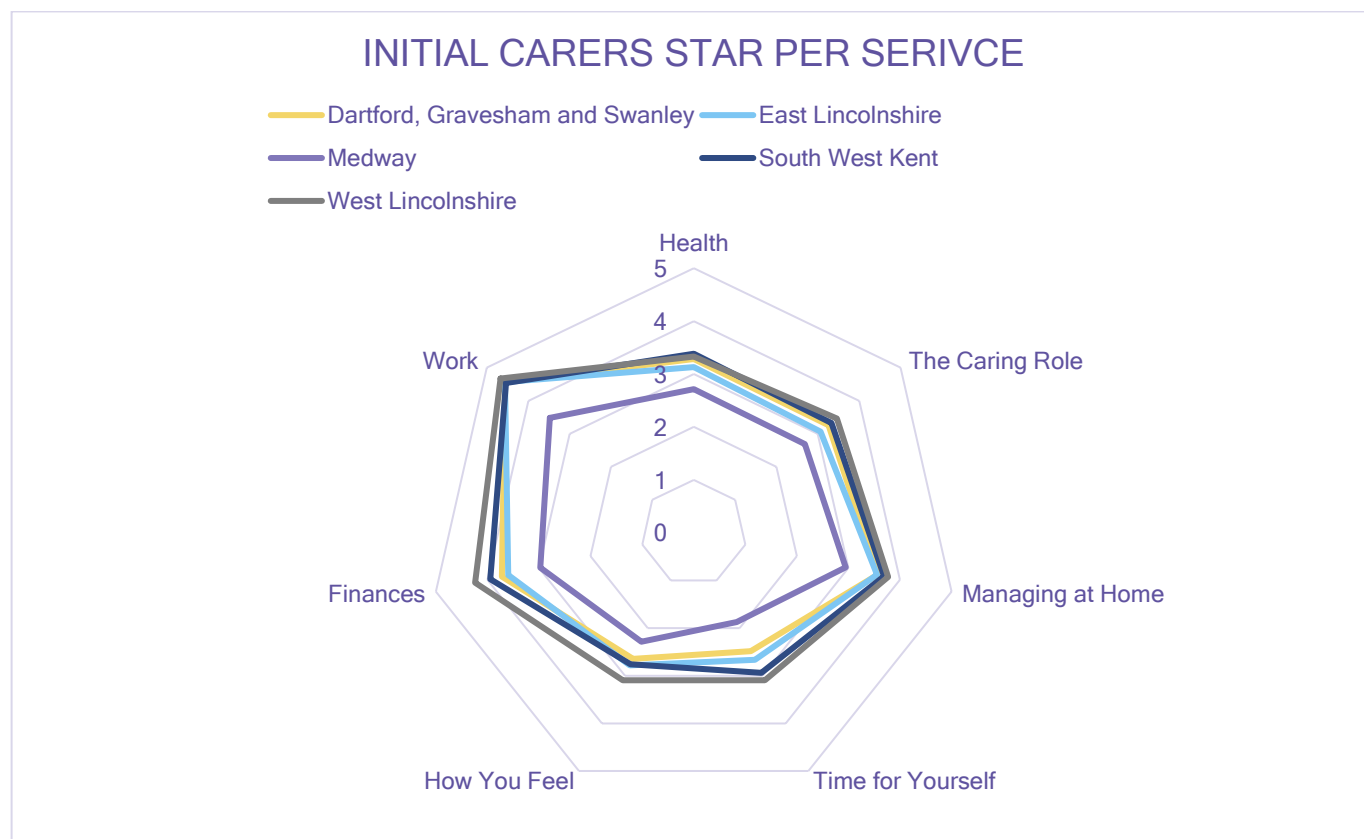 INITIAL CARERS STAR PER SERIVCE
Dartford, Gravesham and Swanley East Lincolnshire
Medway South West Kent
West Lincolnshire
Health
5
4
Work The Caring Role
3
2
1
0
Finances Managing at Home
How You Feel Time for Yourself